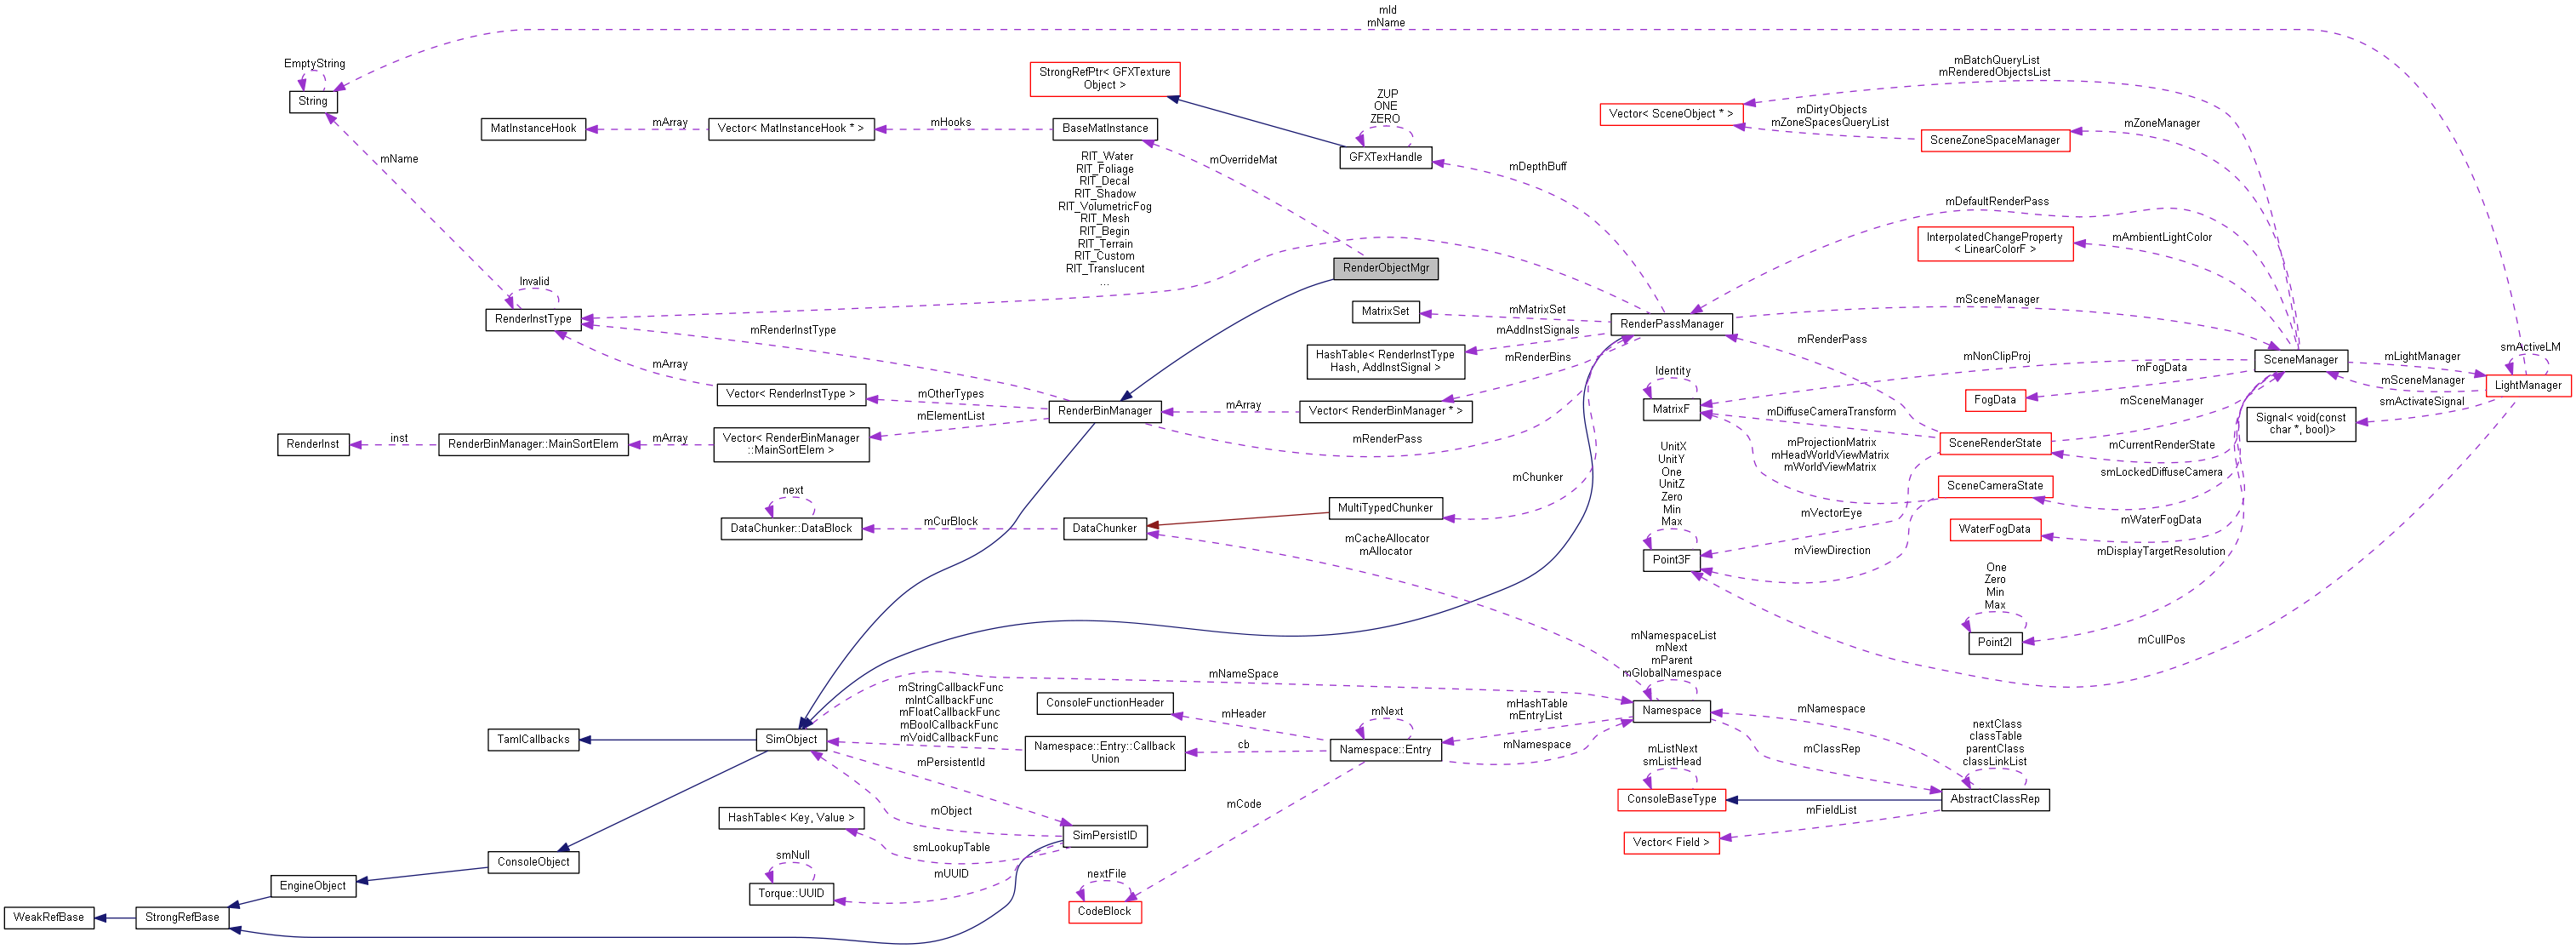 mId
mName
EmptyString
String
StrongRefPtr< GFXTexture
Object >
ZUP
ONE
ZERO
mBatchQueryList
mRenderedObjectsList
Vector< SceneObject * >
mDirtyObjects
mZoneSpacesQueryList
mZoneManager
SceneZoneSpaceManager
MatInstanceHook
mArray
Vector< MatInstanceHook * >
mHooks
BaseMatInstance
mOverrideMat
GFXTexHandle
mDepthBuff
mName
RIT_Water
RIT_Foliage
RIT_Decal
RIT_Shadow
RIT_VolumetricFog
RIT_Mesh
RIT_Begin
RIT_Terrain
RIT_Custom
RIT_Translucent
...
mDefaultRenderPass
InterpolatedChangeProperty
< LinearColorF >
mAmbientLightColor
RenderObjectMgr
Invalid
RenderInstType
mRenderInstType
MatrixSet
mMatrixSet
RenderPassManager
mSceneManager
mAddInstSignals
HashTable< RenderInstType
Hash, AddInstSignal >
mRenderBins
mRenderPass
mNonClipProj
mFogData
SceneManager
mLightManager
smActiveLM
LightManager
mSceneManager
smActivateSignal
Signal< void(const
char *, bool)>
mArray
Vector< RenderInstType >
mOtherTypes
mElementList
RenderBinManager
mArray
Vector< RenderBinManager * >
Identity
MatrixF
FogData
mSceneManager
mDiffuseCameraTransform
mRenderPass
RenderInst
inst
RenderBinManager::MainSortElem
mArray
Vector< RenderBinManager
::MainSortElem >
SceneRenderState
mCurrentRenderState
mProjectionMatrix
mHeadWorldViewMatrix
mWorldViewMatrix
smLockedDiffuseCamera
SceneCameraState
UnitX
UnitY
One
UnitZ
Zero
Min
Max
Point3F
mChunker
mVectorEye
mViewDirection
WaterFogData
mWaterFogData
mDisplayTargetResolution
next
DataChunker::DataBlock
mCurBlock
DataChunker
MultiTypedChunker
mCacheAllocator
mAllocator
One
Zero
Min
Max
Point2I
mCullPos
mNamespaceList
mNext
mParent
mGlobalNamespace
Namespace
mNameSpace
mStringCallbackFunc
mIntCallbackFunc
mFloatCallbackFunc
mBoolCallbackFunc
mVoidCallbackFunc
ConsoleFunctionHeader
mHeader
mNext
mHashTable
mEntryList
mNamespace
TamlCallbacks
SimObject
Namespace::Entry::Callback
Union
cb
Namespace::Entry
mNamespace
mClassRep
nextClass
classTable
parentClass
classLinkList
AbstractClassRep
mListNext
smListHead
ConsoleBaseType
mFieldList
Vector< Field >
mPersistentId
mObject
HashTable< Key, Value >
smLookupTable
SimPersistID
mCode
smNull
Torque::UUID
mUUID
nextFile
CodeBlock
ConsoleObject
EngineObject
StrongRefBase
WeakRefBase